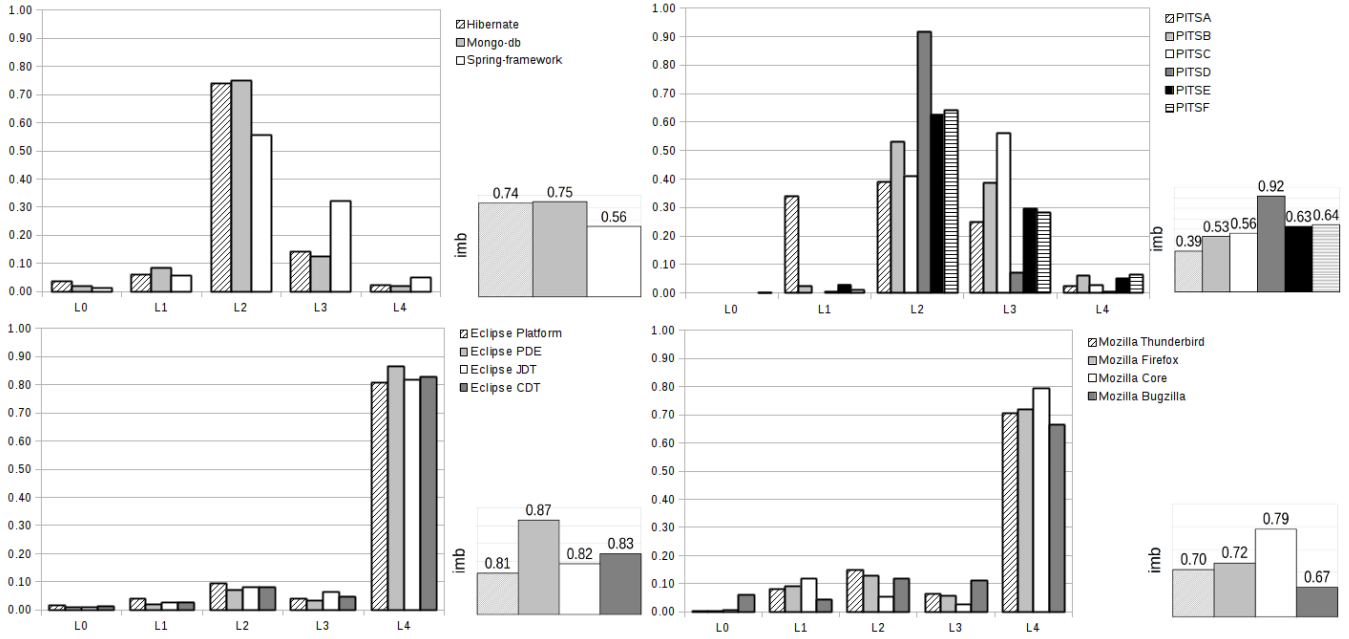 1.00
0.90
0.80
0.70
0.60
0.50
0.40
0.30
0.20
0.10
0.00
L0 L1 L2 L3 L4
Hibernate
Mongo-db
Spring-framework
imb
0.74 0.75 0.56
1.00
0.90
0.80
0.70
0.60
0.50
0.40
0.30
0.20
0.10
0.00
L0 L1 L2 L3 L4
PITSA
PITSB
PITSC
PITSD
PITSE
PITSF
imb
0.39 0.53 0.56 0.92 0.63 0.64
1.00
0.90
0.80
0.70
0.60
0.50
0.40
0.30
0.20
0.10
0.00
L0 L1 L2 L3 L4
Eclipse Platform
Eclipse PDE
Eclipse JDT
Eclipse CDT
imb
0.81 0.87 0.82 0.83
1.00
0.90
0.80
0.70
0.60
0.50
0.40
0.30
0.20
0.10
0.00
L0 L1 L2 L3 L4
Mozilla Thunderbird
Mozilla Firefox
Mozilla Core
Mozilla Bugzilla
imb
0.70 0.72 0.79 0.67